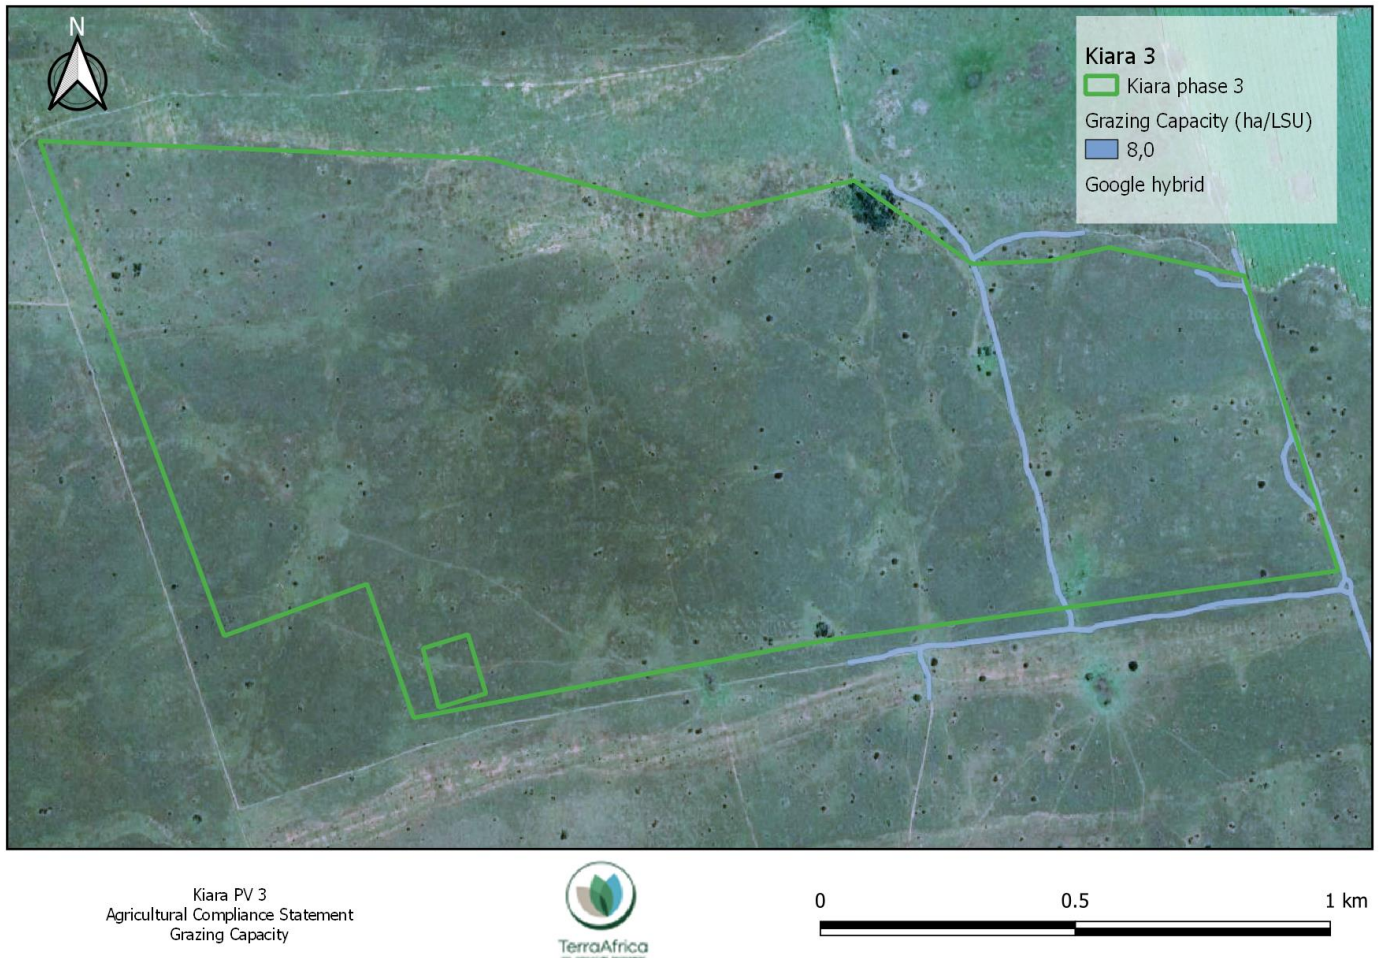 N
Kiara 3
Kiara phase 3
Grazing Capacity (ha/LSU)
8,0
Google hybrid
Kiara PV 3
Agricultural Compliance Statement
Grazing Capacity
TerraAfrica
0 0.5 1 km